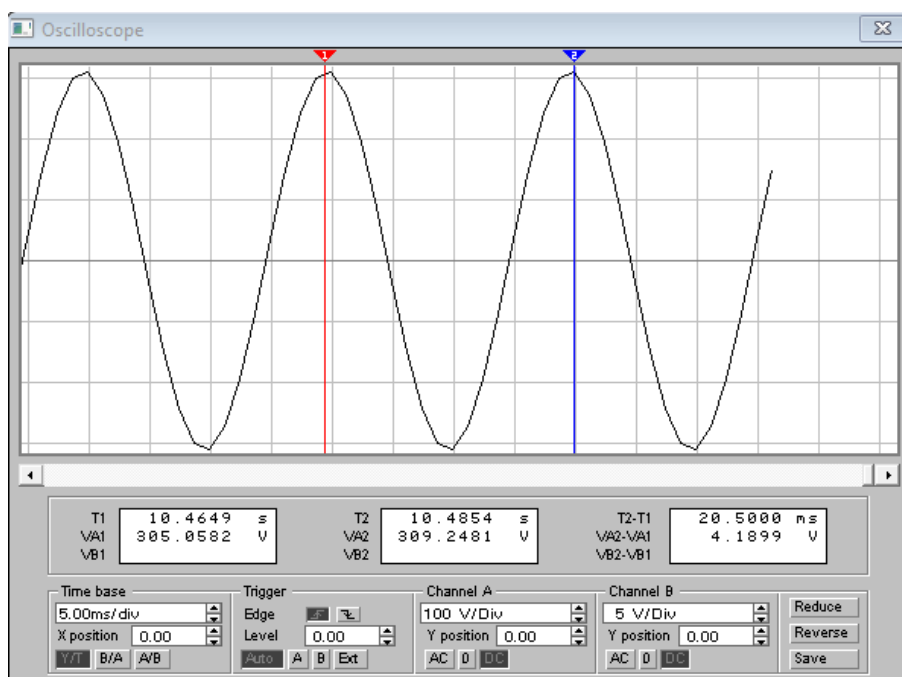 Oscilloscope
1 2
T1 10.4649 s T2 10.4854 s T2-T1 20.5000 ms
VA1 305.0582 V VA2 309.2481 V VA2-VA1 4.1899 V
VB1 VB2 VB2-VB1
Time base Trigger Channel A Channel B
5.00ms/div Edge 100 V/Div 5 V/Div Reduce
X position 0.00 Level 0.00 Y position 0.00 Y position 0.00 Reverse
Y/T B/A A/B Auto A B Ext AC 0 DC AC 0 DC Save